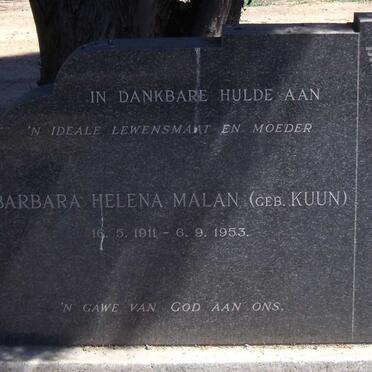 IN DANKBARE HULDE AAN
'N IDEALE LEWENSMAAT EN MOEDER
BARBARA HELENA MALAN (GEB. KUUN)
16.5.1911 – 6.9.1953.
'N GAWE VAN GOD AAN ONS.